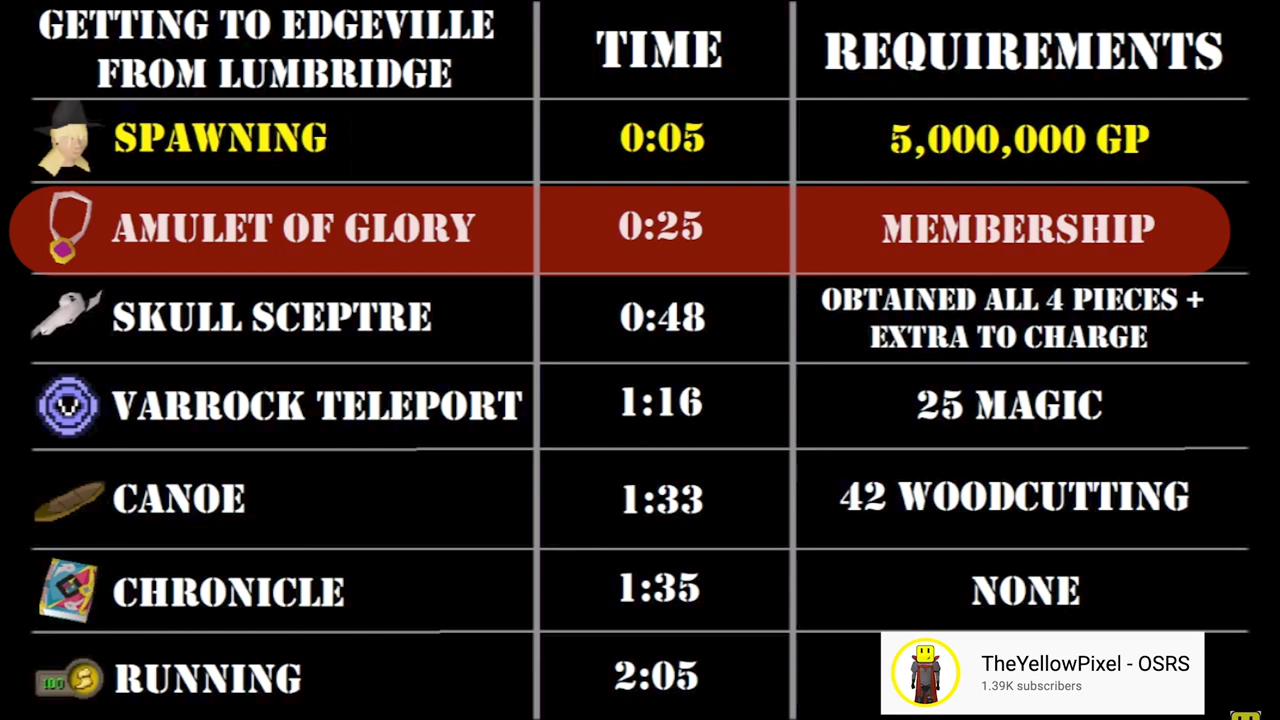 GETTING TO EDGEVILLE
FROM LUMBRIDGE
TIME
REQUIREMENTS
SPAWNING
0:05
5,000,000 GP
AMULET OF GLORY
0:25
MEMBERSHIP
SKULL SCEPTRE
0:48
OBTAINED ALL 4 PIECES +
EXTRA TO CHARGE
VARROCK TELEPORT
1:16
25 MAGIC
CANOE
1:33
42 WOODCUTTING
CHRONICLE
1:35
NONE
100
RUNNING
2:05
TheYellowPixel - OSRS
1.39K subscribers